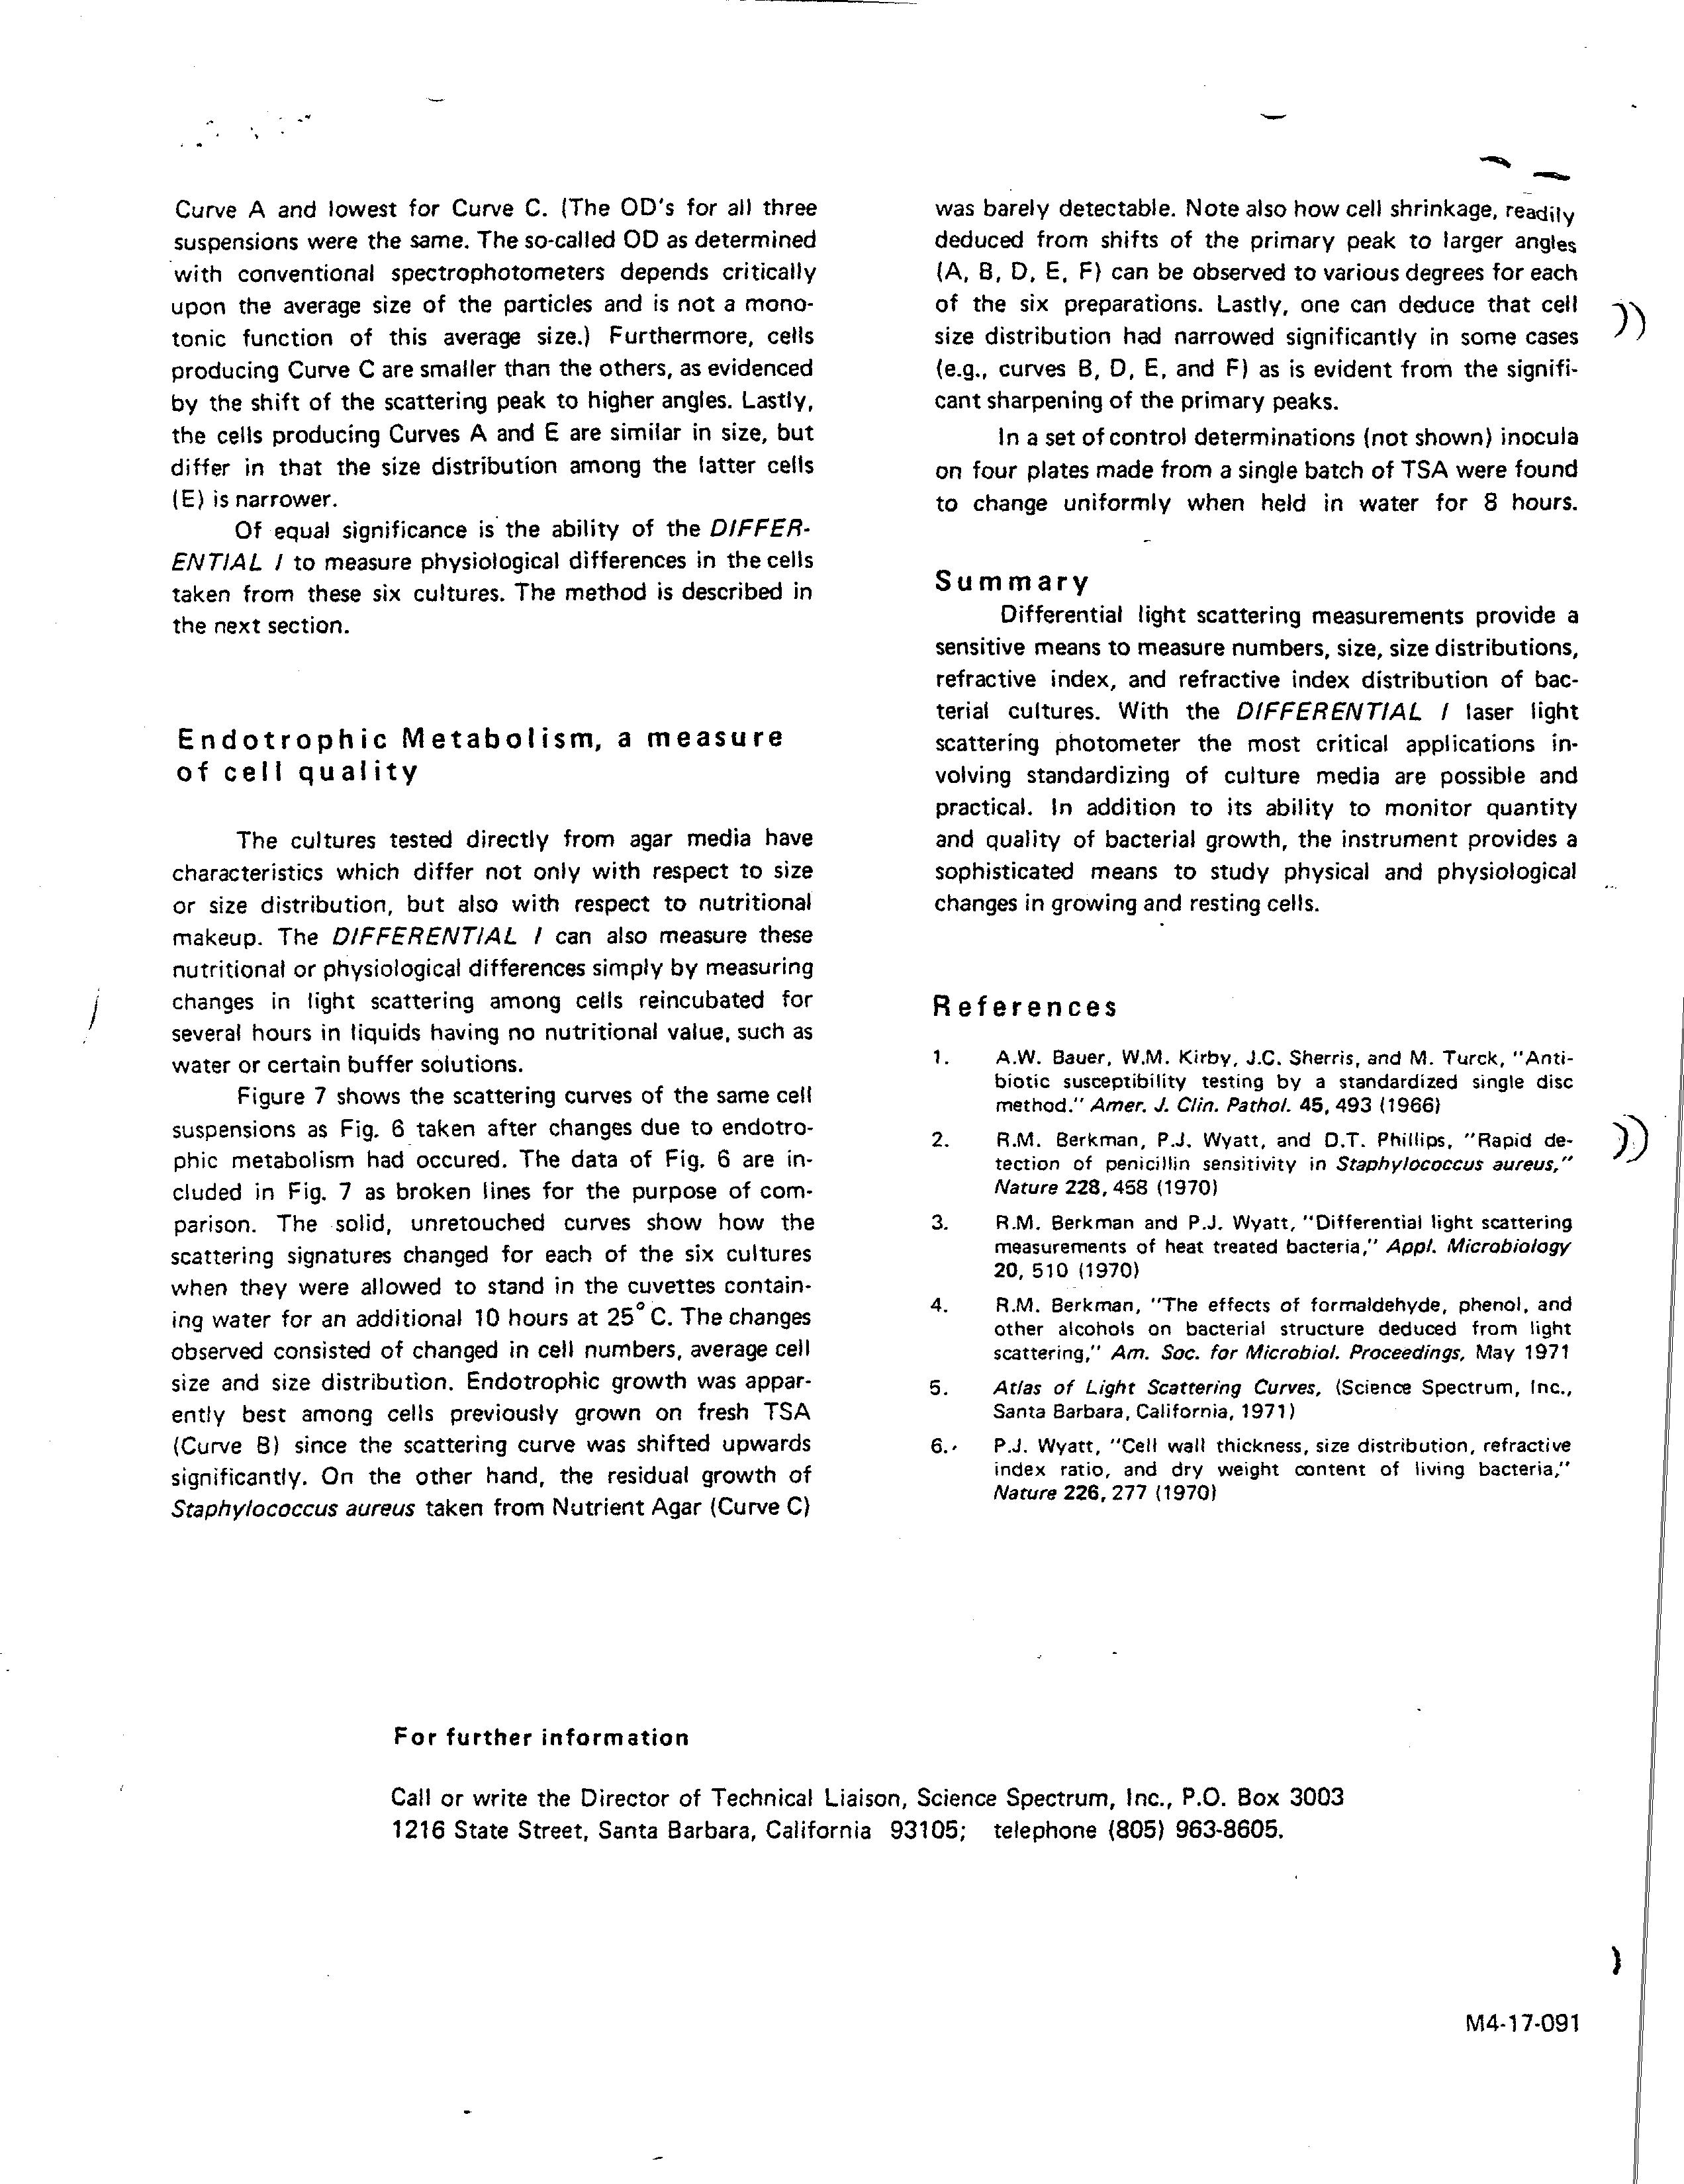 Curve A and lowest for Curve C. (The OD's for all three
suspensions were the same. The so-called OD as determined
with conventional spectrophotometers depends critically
upon the average size of the particles and is not a mono-
tonic function of this average size.) Furthermore, cells
producing Curve C are smaller than the others, as evidenced
by the shift of the scattering peak to higher angles. Lastly,
the cells producing Curves A and E are similar in size, but
differ in that the size distribution among the latter cells
(E) is narrower.
Of equal significance is the ability of the DIFFER-
ENTIAL I to measure physiological differences in the cells
taken from these six cultures. The method is described in
the next section.
Endotrophic Metabolism, a measure
of cell quality
The cultures tested directly from agar media have
characteristics which differ not only with respect to size
or size distribution, but also with respect to nutritional
makeup. The DIFFERENTIAL I can also measure these
nutritional or physiological differences simply by measuring
changes in light scattering among cells reincubated for
several hours in liquids having no nutritional value, such as
water or certain buffer solutions.
Figure 7 shows the scattering curves of the same cell
suspensions as Fig. 6 taken after changes due to endotro-
phic metabolism had occured. The data of Fig. 6 are in-
cluded in Fig. 7 as broken lines for the purpose of com-
parison. The solid, unretouched curves show how the
scattering signatures changed for each of the six cultures
when they were allowed to stand in the cuvettes contain-
ing water for an additional 10 hours at 25°C. The changes
observed consisted of changed in cell numbers, average cell
size and size distribution. Endotrophic growth was appar-
ently best among cells previously grown on fresh TSA
(Curve B) since the scattering curve was shifted upwards
significantly. On the other hand, the residual growth of
Staphylococcus aureus taken from Nutrient Agar (Curve C)
was barely detectable. Note also how cell shrinkage, readily
deduced from shifts of the primary peak to larger angles
(A, B, D, E, F) can be observed to various degrees for each
of the six preparations. Lastly, one can deduce that cell
size distribution had narrowed significantly in some cases
(e.g., curves B, D, E, and F) as is evident from the signifi-
cant sharpening of the primary peaks.
In a set of control determinations (not shown) inocula
on four plates made from a single batch of TSA were found
to change uniformly when held in water for 8 hours.
Summary
Differential light scattering measurements provide a
sensitive means to measure numbers, size, size distributions,
refractive index, and refractive index distribution of bac-
terial cultures. With the DIFFERENTIAL I laser light
scattering photometer the most critical applications in-
volving standardizing of culture media are possible and
practical. In addition to its ability to monitor quantity
and quality of bacterial growth, the instrument provides a
sophisticated means to study physical and physiological
changes in growing and resting cells.
References
1. A.W. Bauer, W.M. Kirby, J.C. Sherris, and M. Turck, "Anti-
biotic susceptibility testing by a standardized single disc
method." Amer. J. Clin. Pathol. 45, 493 (1966)
2. R.M. Berkman, P.J. Wyatt, and D.T. Phillips, "Rapid de-
tection of penicillin sensitivity in Staphylococcus aureus,"
Nature 228, 458 (1970)
3. R.M. Berkman and P.J. Wyatt, "Differential light scattering
measurements of heat treated bacteria," Appl. Microbiology
20, 510 (1970)
4. R.M. Berkman, "The effects of formaldehyde, phenol, and
other alcohols on bacterial structure deduced from light
scattering," Am. Soc. for Microbiol. Proceedings, May 1971
5. Atlas of Light Scattering Curves, (Science Spectrum, Inc.,
Santa Barbara, California, 1971)
6. P.J. Wyatt, "Cell wall thickness, size distribution, refractive
index ratio, and dry weight content of living bacteria,"
Nature 226, 277 (1970)
For further information
Call or write the Director of Technical Liaison, Science Spectrum, Inc., P.O. Box 3003
1216 State Street, Santa Barbara, California 93105; telephone (805) 963-8605.
M4-17-091